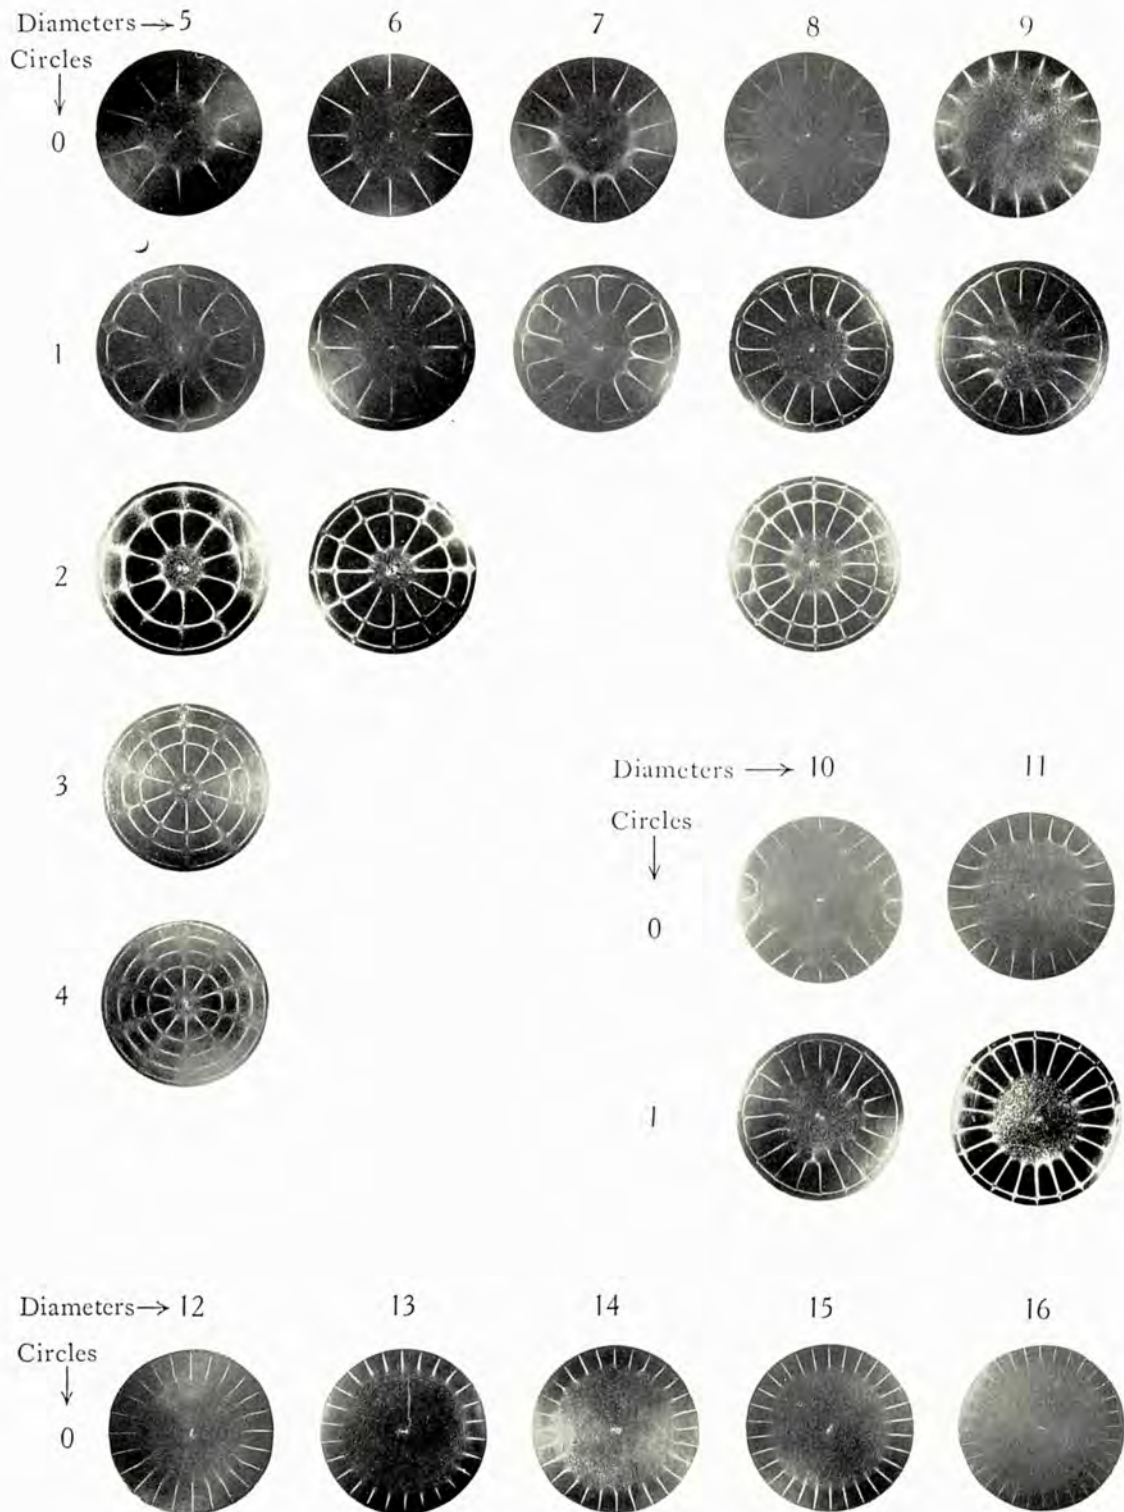 Diameters → 5 6 7 8 9
Circles
↓
0
1
2
3
4
Diameters → 10 11
Circles
↓
0
1
Diameters → 12 13 14 15 16
Circles
↓
0